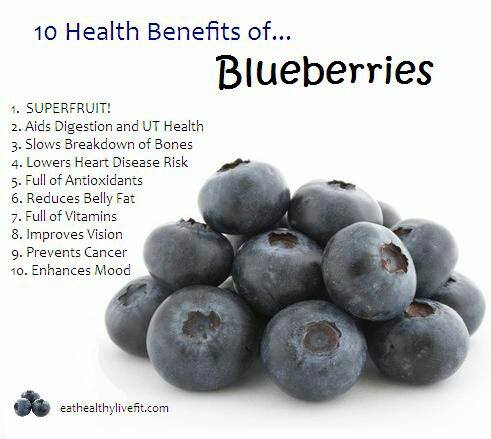 10 Health Benefits of...
Blueberries
1. SUPERFRUIT!
2. Aids Digestion and UT Health
3. Slows Breakdown of Bones
4. Lowers Heart Disease Risk
5. Full of Antioxidants
6. Reduces Belly Fat
7. Full of Vitamins
8. Improves Vision
9. Prevents Cancer
10. Enhances Mood
eathealthylivefit.com